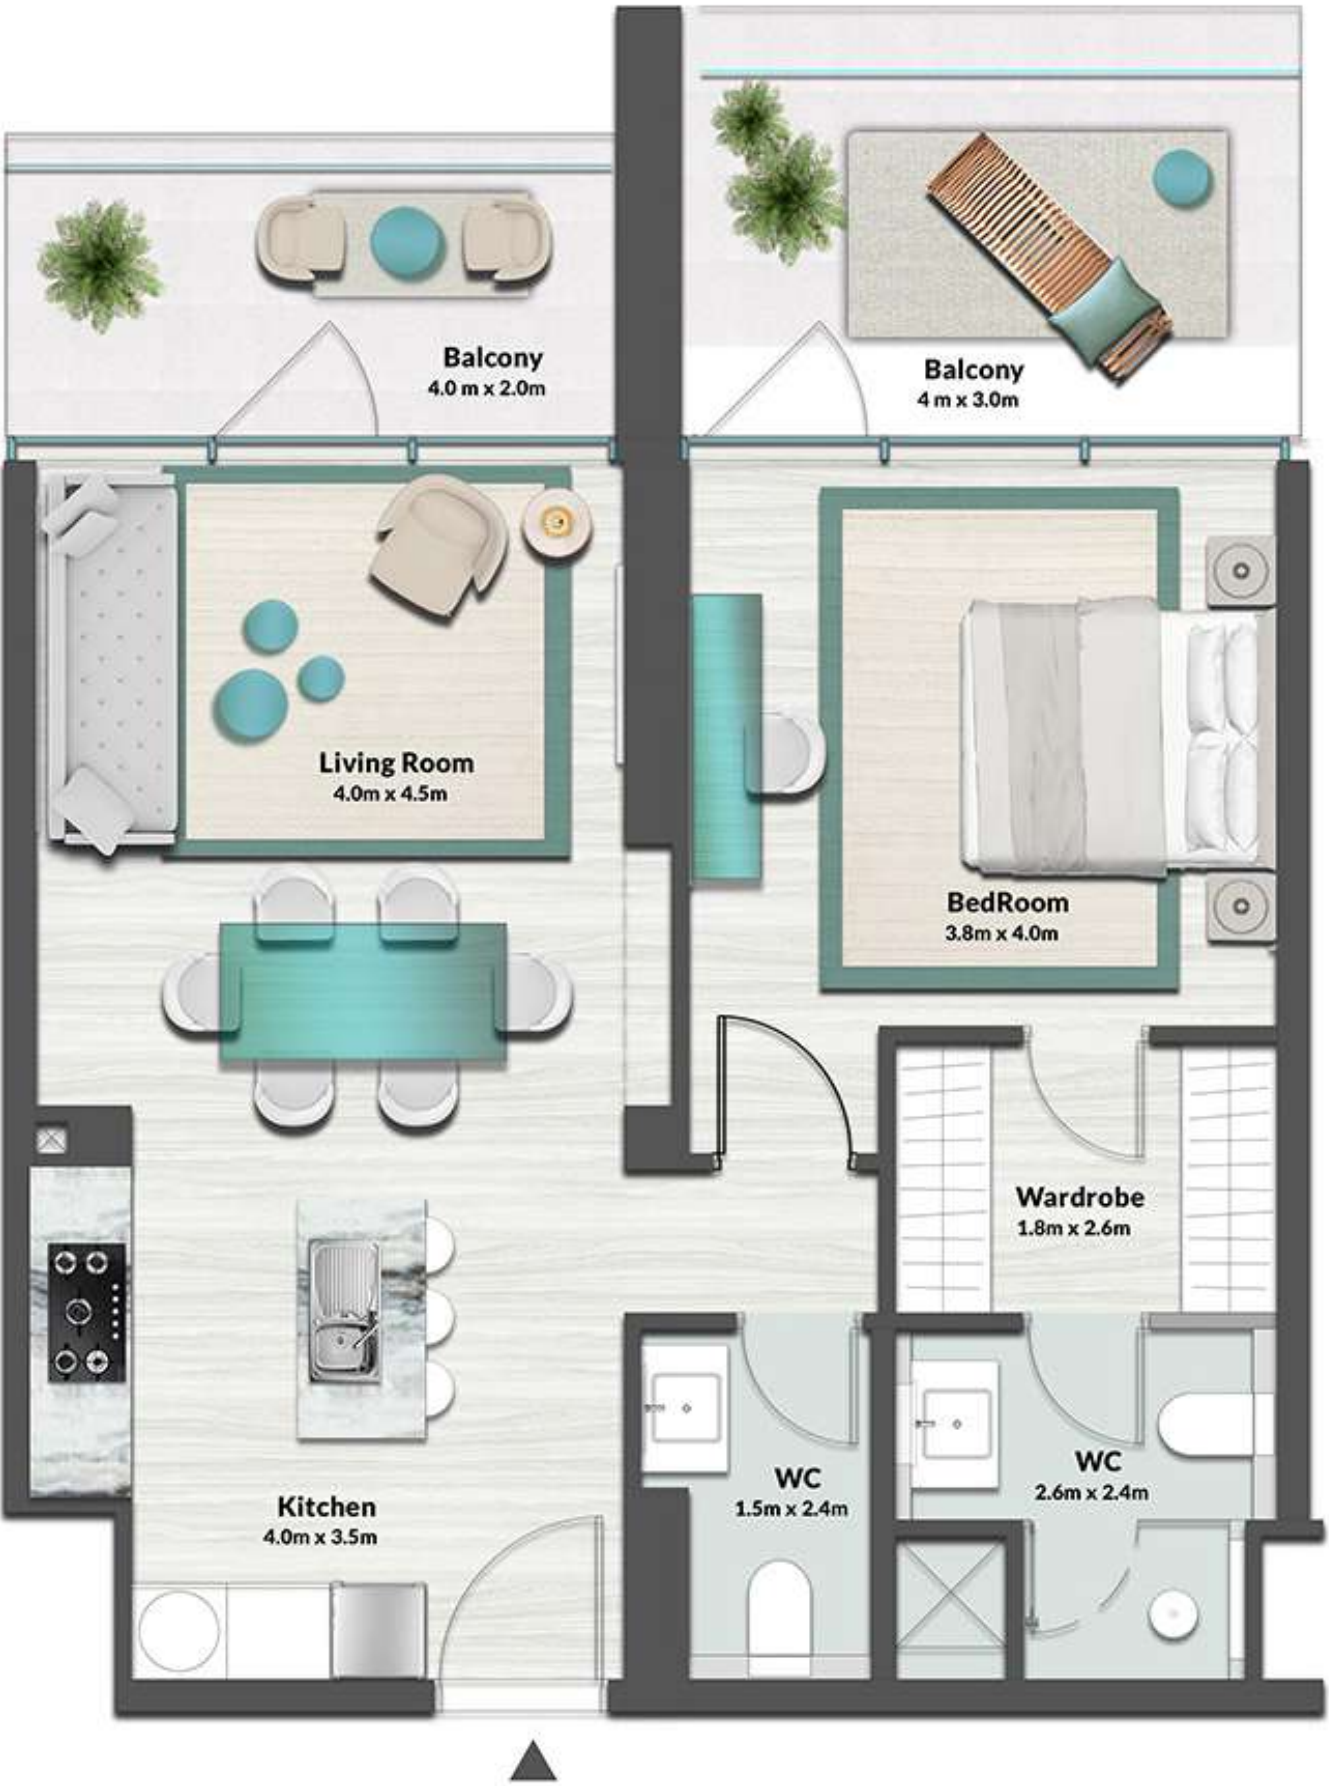 Balcony
4.0 m x 2.0m
Balcony
4 m x 3.0m
Living Room
4.0m x 4.5m
BedRoom
3.8m x 4.0m
Wardrobe
1.8m x 2.6m
WC
2.6m x 2.4m
WC
1.5m x 2.4m
Kitchen
4.0m x 3.5m